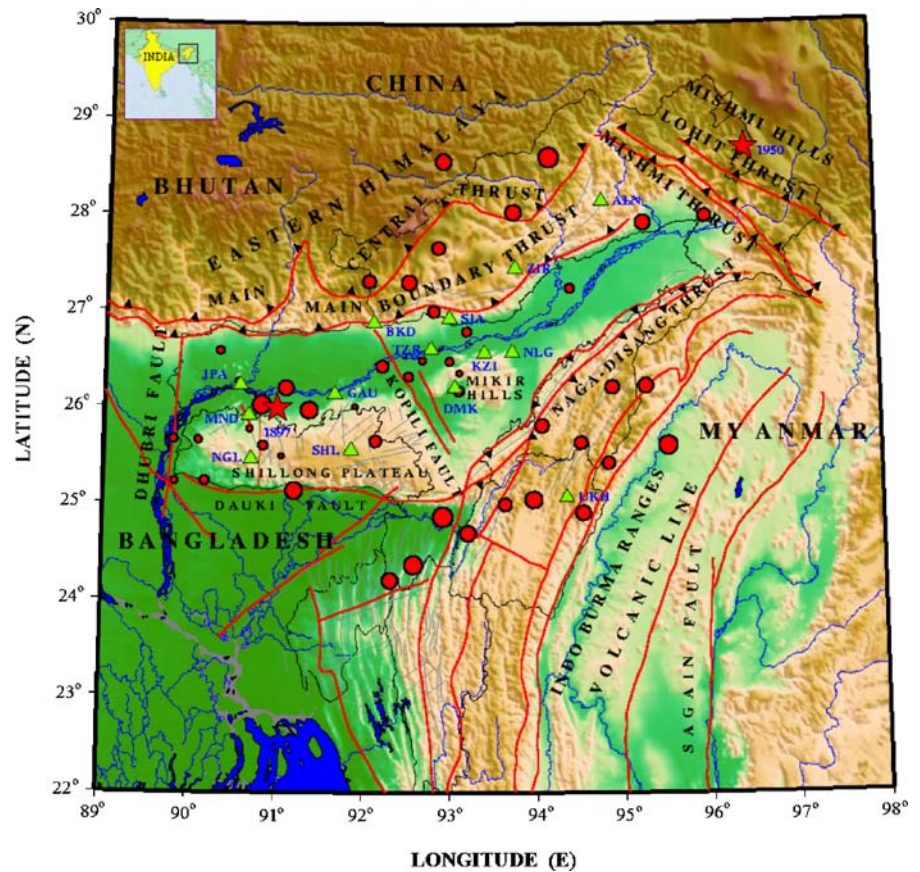 30°
29°
28°
27°
26°
25°
24°
23°
22°
LATITUDE (N)
INDIA
CHINA
BHUTAN
EASTERN HIMALAYA
MISHMI HILLS
LOHIT THRUST
MISHMI THRUST
1950
MAIN CENTRAL THRUST
MAIN BOUNDARY THRUST
ALN
ZIR
BKD
SJA
TZR
KZI
NLG
MIKIR
HILLS
DMK
NAGA-DISANG THRUST
JPA
GAU
MND
1897
NGL
SHL
SHILLONG PLATEAU
KOPILI FAULT
DHUBRI FAULT
DAUKI FAULT
UKH
BANGLADESH
MYANMAR
INDO BURMA RANGES
VOLCANIC LINE
SAGAIN FAULT
89°
90°
91°
92°
93°
94°
95°
96°
97°
98°
LONGITUDE (E)